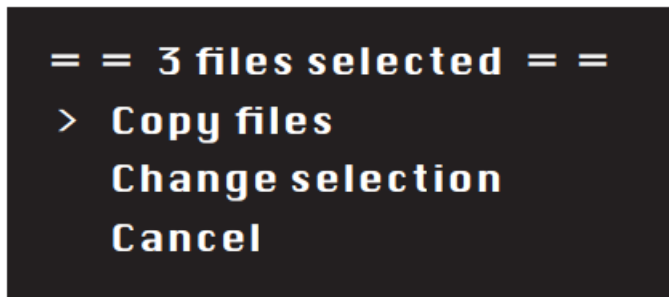 = = 3 files selected = =
> Copy files
Change selection
Cancel